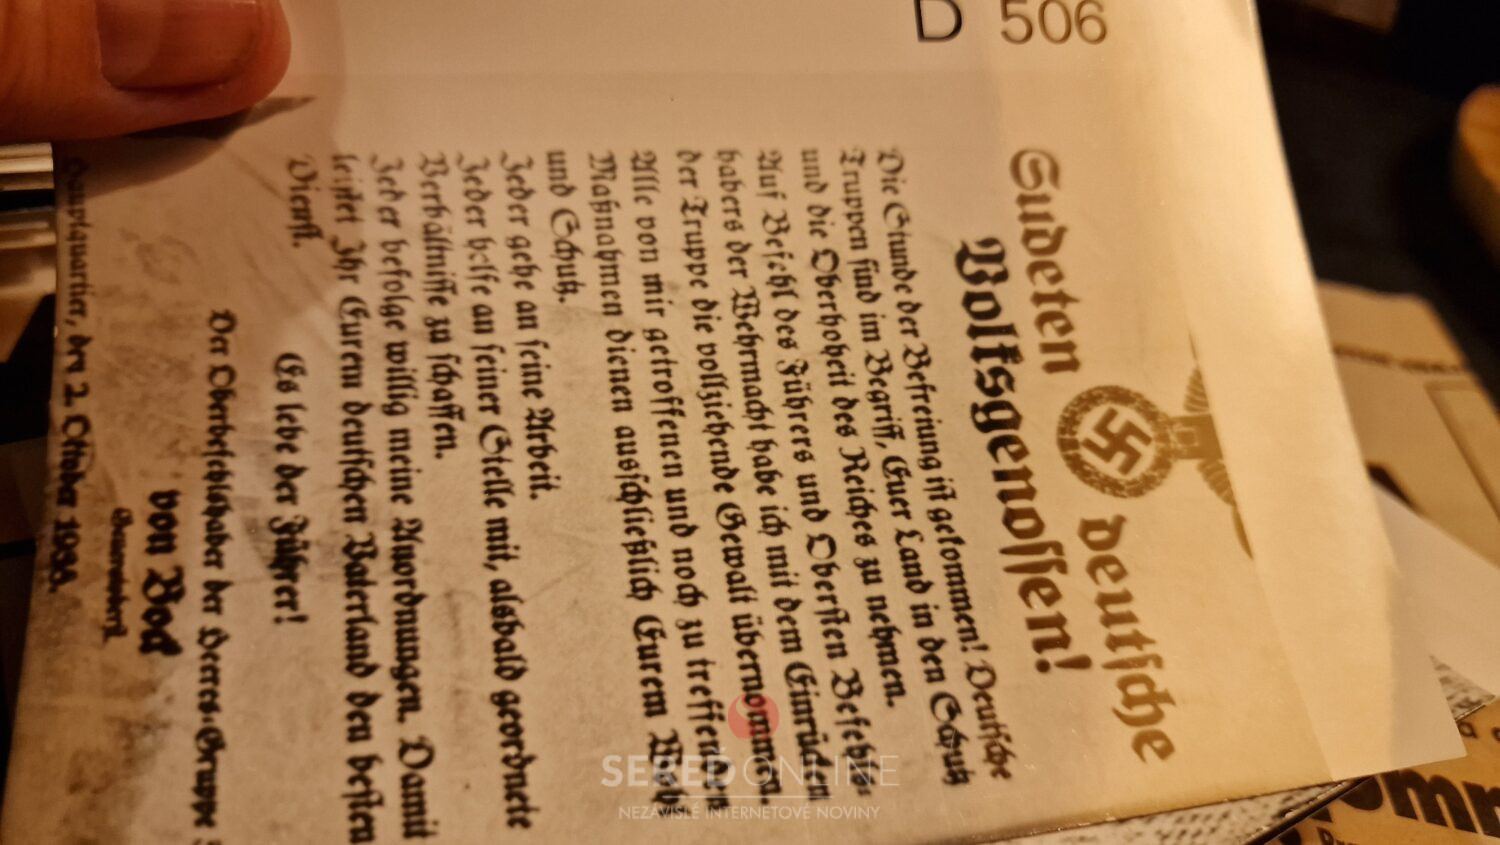 D 506
Sudeten deutsche
Volksgenossen!
Die Stunde der Befreiung ist gekommen! Deutsche
Truppen sind im Begriff, Euer Land in den Schutz
und die Oberhoheit des Reiches zu nehmen.
Auf Befehl des Führers und Obersten Befehls-
habers der Wehrmacht habe ich mit dem Einrücken
der Truppe die vollziehende Gewalt übernommen.
Alle von mir getroffenen und noch zu treffenden
Maßnahmen dienen ausschließlich Eurem
und Schutz.
Jeder gehe an seine Arbeit.
Jeder helfe an seiner Stelle mit, alsbald geordnete
Verhältnisse zu schaffen.
Jeder befolge willig meine Anordnungen. Damit
leistet Ihr Eurem deutschen Vaterland den besten
Dienst.
Es lebe der Führer!
Der Oberbefehlshaber der Heeres-Gruppe
von Bock
Generaloberst
Hauptquartier, den 2. Oktober 1938.
SEREĎ ONLINE
NEZÁVISLÉ INTERNETOVÉ NOVINY